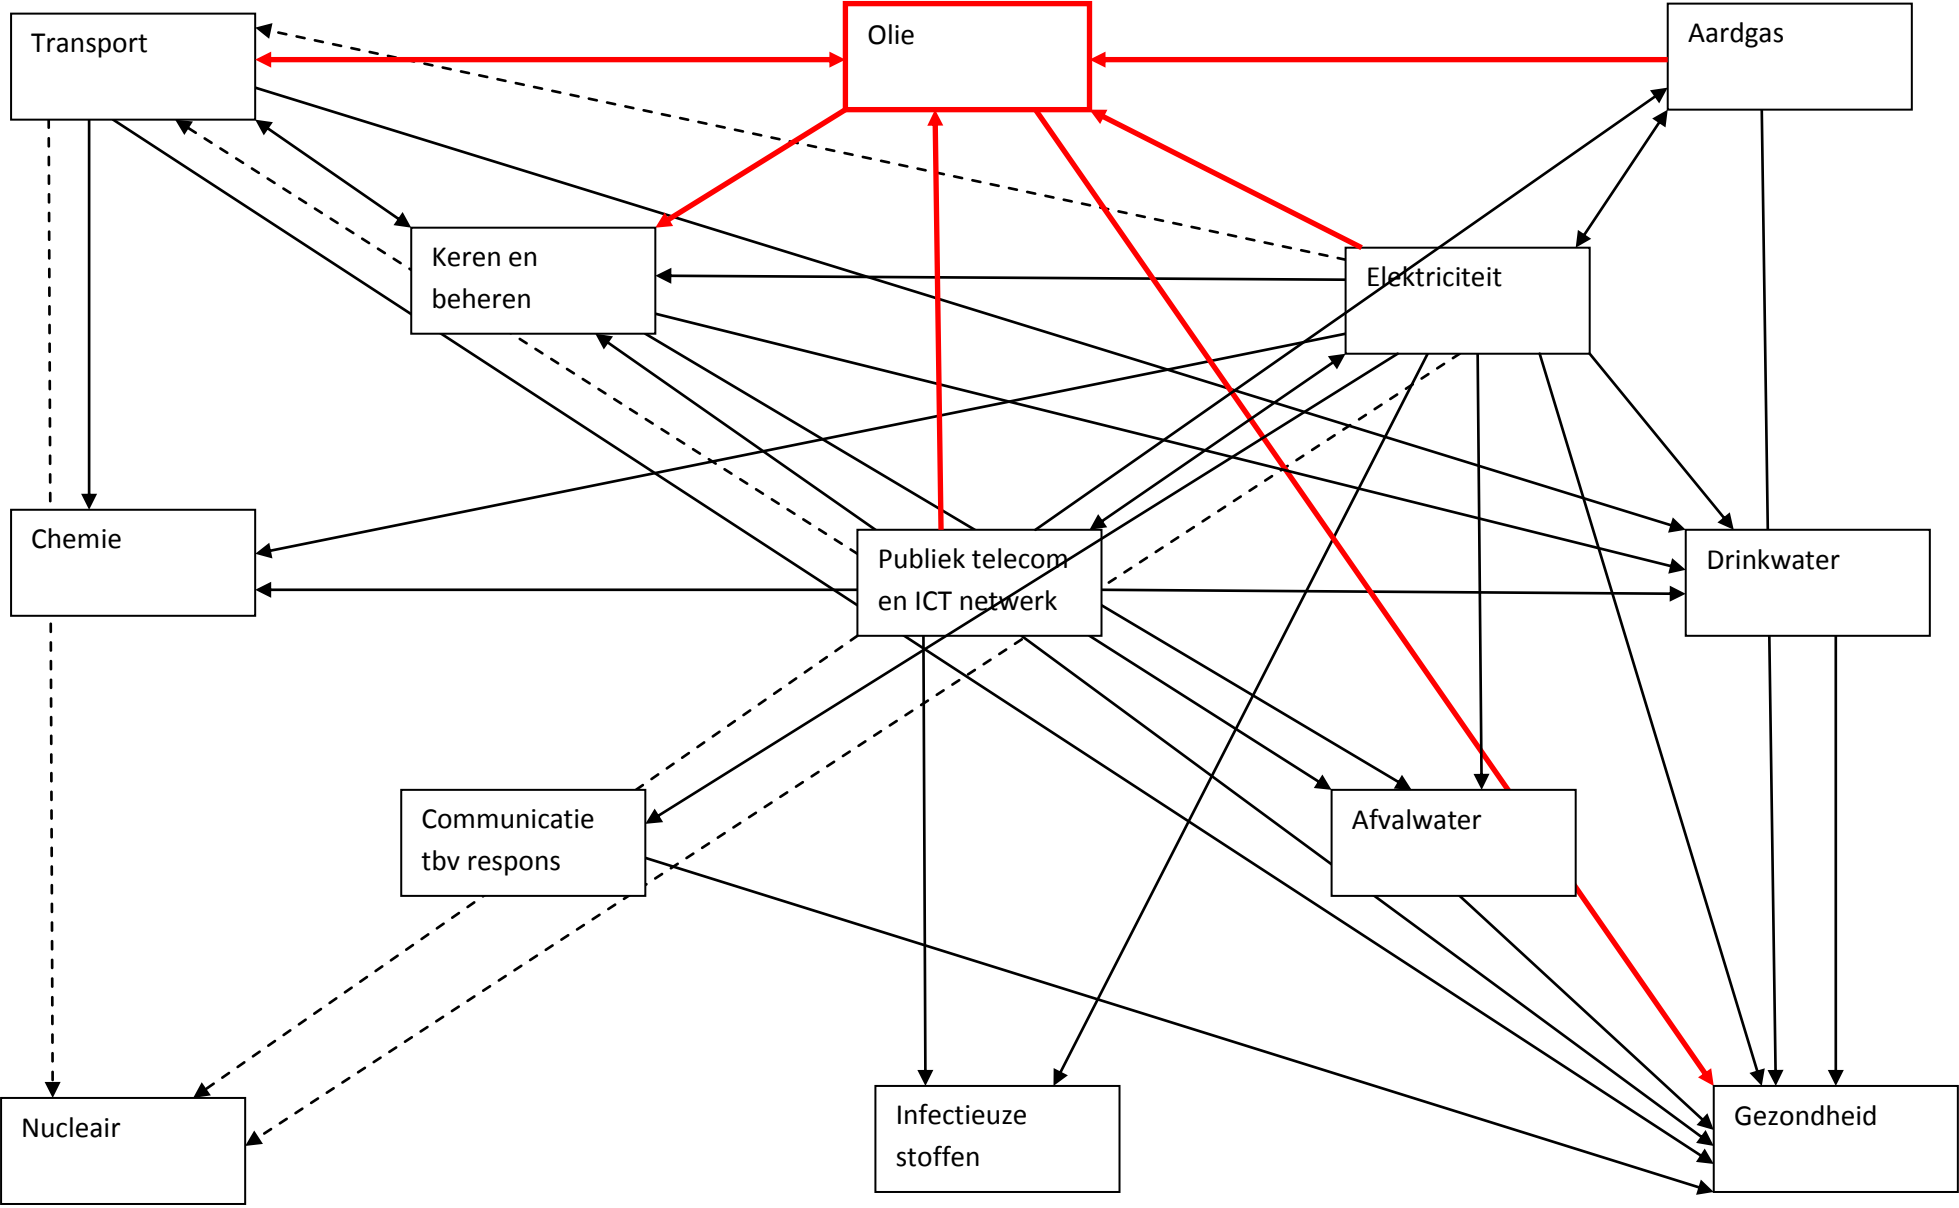 Transport
Olie
Aardgas
Keren en
beheren
Elektriciteit
Chemie
Publiek telecom
en ICT netwerk
Drinkwater
Communicatie
tbv respons
Afvalwater
Nucleair
Infectieuze
stoffen
Gezondheid